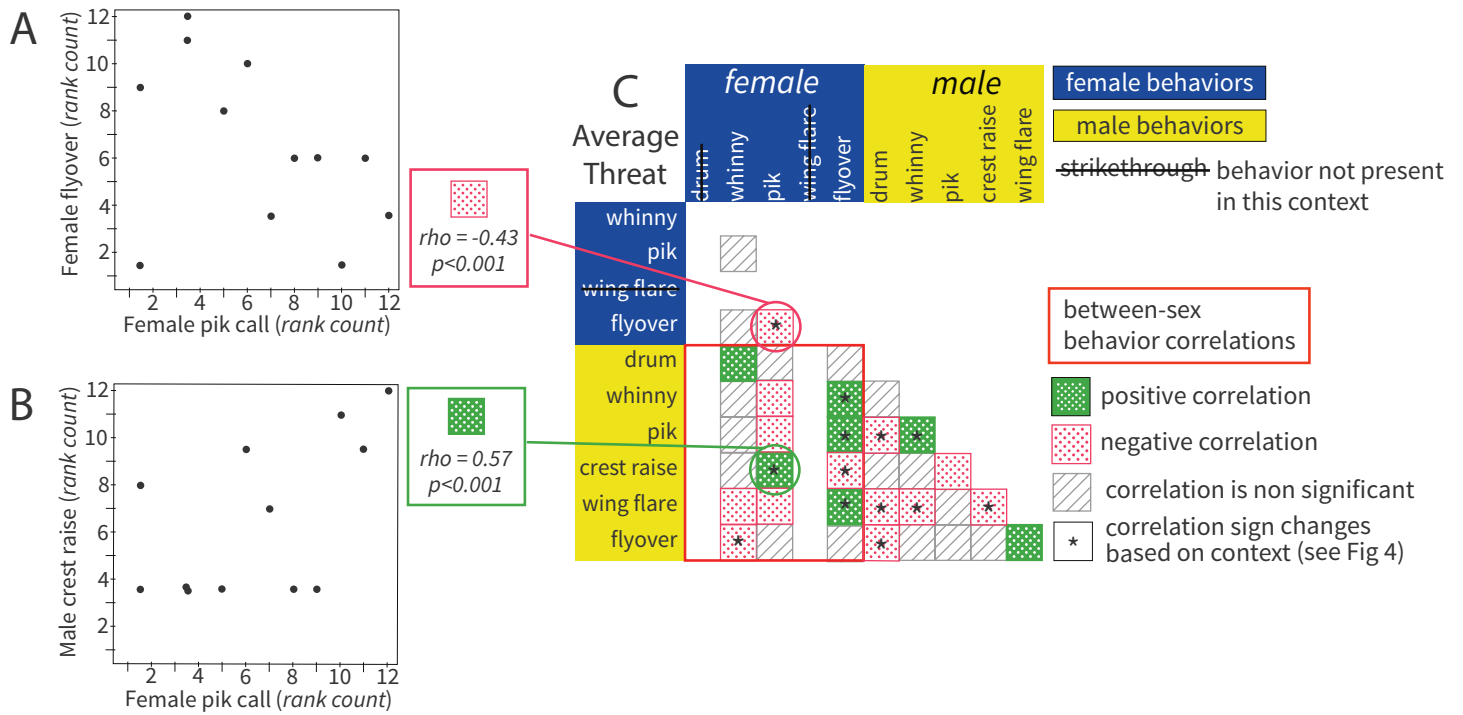 A
Female flyover (rank count)
12
10
8
6
4
2
2 4 6 8 10 12
Female pik call (rank count)
rho = -0.43
p<0.001
B
Male crest raise (rank count)
12
10
8
6
4
2
2 4 6 8 10 12
Female pik call (rank count)
rho = 0.57
p<0.001
C
Average
Threat
female
male
drum
whinny
pik
wing flare
flyover
drum
whinny
pik
crest raise
wing flare
whinny
pik
wing flare
flyover
drum
whinny
pik
crest raise
wing flare
flyover
*
*
*
*
*
*
*
*
*
*
*
*
*
*
female behaviors
male behaviors
strikethrough behavior not present
in this context
between-sex
behavior correlations
positive correlation
negative correlation
correlation is non significant
* correlation sign changes
based on context (see Fig 4)